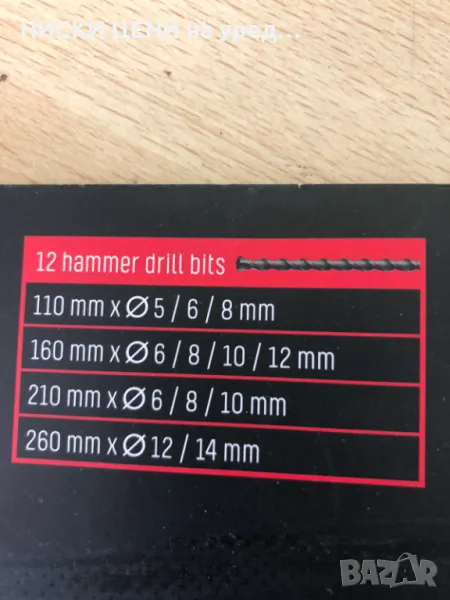 НИСКИ ЦЕНИ на уред...
12 hammer drill bits
110 mm x Ø 5 / 6 / 8 mm
160 mm x Ø 6 / 8 / 10 / 12 mm
210 mm x Ø 6 / 8 / 10 mm
260 mm x Ø 12 / 14 mm
BAZAR